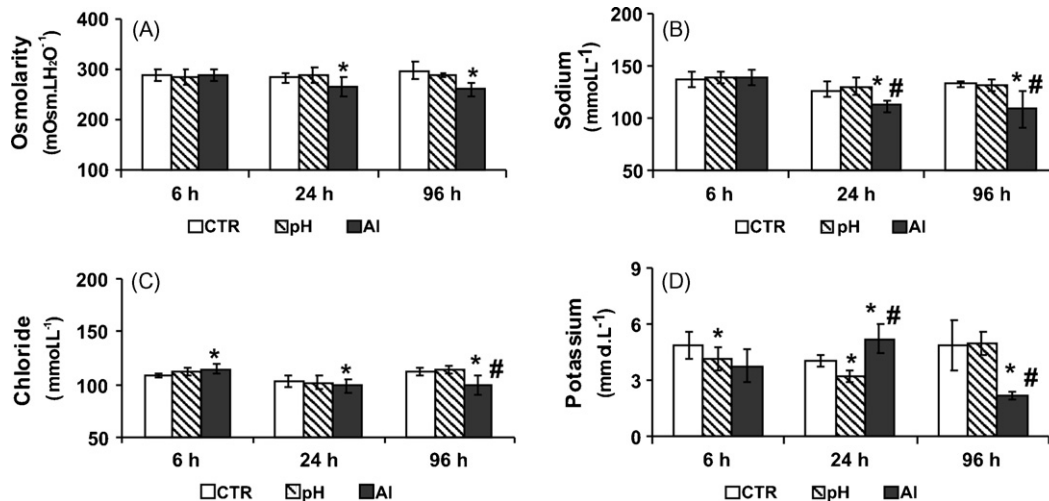 (A)
Osmolarity
(mOsm.LH₂O⁻¹)
400
300
200
100
* *
6 h 24 h 96 h
CTR pH Al
(B)
Sodium
(mmolL⁻¹)
200
150
100
50
* # * #
6 h 24 h 96 h
CTR pH Al
(C)
Chloride
(mmolL⁻¹)
200
150
100
50
* * * #
6 h 24 h 96 h
CTR pH Al
(D)
Potassium
(mmd.L⁻¹)
9
6
3
0
* * * # * #
6 h 24 h 96 h
CTR pH Al